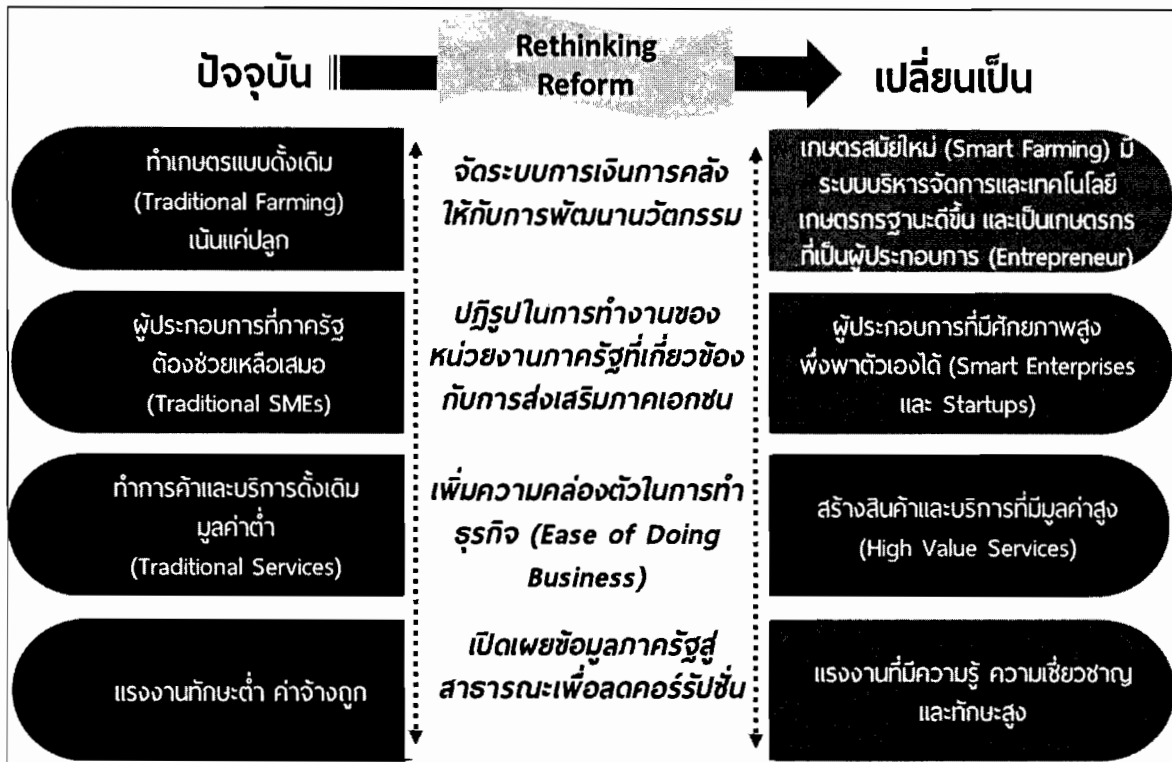 ปัจจุบัน
Rethinking
Reform
เปลี่ยนเป็น
ทำเกษตรแบบดั้งเดิม
(Traditional Farming)
เน้นแค่ปลูก
จัดระบบการเงินการคลัง
ให้กับการพัฒนานวัตกรรม
เกษตรสมัยใหม่ (Smart Farming) มี
ระบบบริหารจัดการและเทคโนโลยี
เกษตรกรฐานะดีขึ้น และเป็นเกษตรกร
ที่เป็นผู้ประกอบการ (Entrepreneur)
ผู้ประกอบการที่ภาครัฐ
ต้องช่วยเหลือเสมอ
(Traditional SMEs)
ปฏิรูปในการทำงานของ
หน่วยงานภาครัฐที่เกี่ยวข้อง
กับการส่งเสริมภาคเอกชน
ผู้ประกอบการที่มีศักยภาพสูง
พึ่งพาตัวเองได้ (Smart Enterprises
และ Startups)
ทำการค้าและบริการดั้งเดิม
มูลค่าต่ำ
(Traditional Services)
เพิ่มความคล่องตัวในการทำ
ธุรกิจ (Ease of Doing
Business)
สร้างสินค้าและบริการที่มีมูลค่าสูง
(High Value Services)
แรงงานทักษะต่ำ ค่าจ้างถูก
เปิดเผยข้อมูลภาครัฐสู่
สาธารณะเพื่อลดคอร์รัปชั่น
แรงงานที่มีความรู้ ความเชี่ยวชาญ
และทักษะสูง